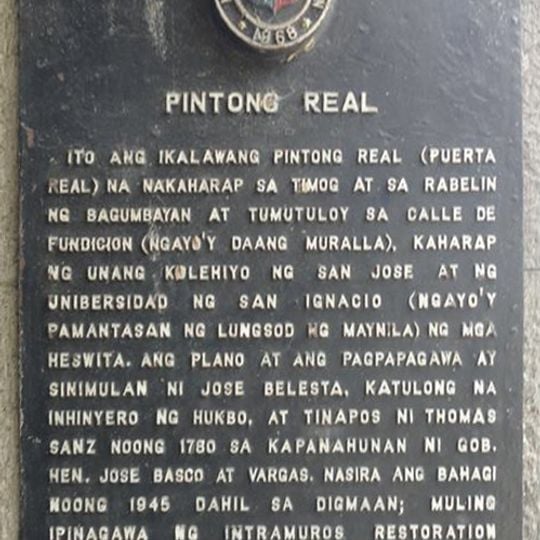 1968
PINTONG REAL
ITO ANG IKALAWANG PINTONG REAL (PUERTA
REAL) NA NAKAHARAP SA TIMOG AT SA RABELIN
NG BAGUMBAYAN AT TUMUTULOY SA CALLE DE
FUNDICION (NGAYO'Y DAANG MURALLA), KAHARAP
NG UNANG KOLEHIYO NG SAN JOSE AT NG
UNIBERSIDAD NG SAN IGNACIO (NGAYO'Y
PAMANTASAN NG LUNGSOD NG MAYNILA) NG MGA
HESWITA. ANG PLANO AT ANG PAGPAPAGAWA AY
SINIMULAN NI JOSE BELESTA, KATULONG NA
INHINYERO NG HUKBO, AT TINAPOS NI THOMAS
SANZ NOONG 1780 SA KAPANAHUNAN NI GOB.
HEN. JOSE BASCO AT VARGAS. NASIRA ANG BAHAGI
NOONG 1945 DAHIL SA DIGMAAN; MULING
IPINAGAWA NG INTRAMUROS RESTORATION